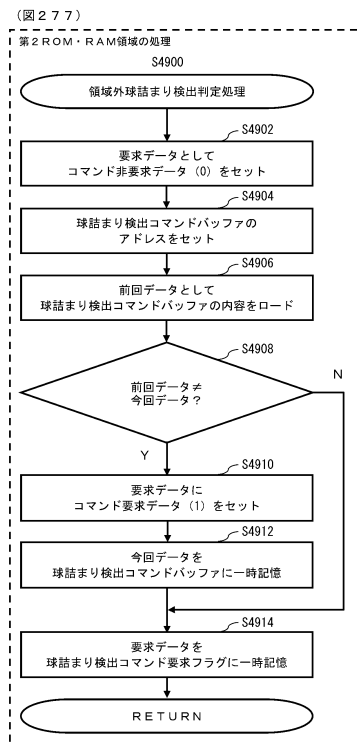 （図２７７）
第２ＲＯＭ・ＲＡＭ領域の処理
S4900
領域外球詰まり検出判定処理
S4902
要求データとして
コマンド非要求データ（0）をセット
S4904
球詰まり検出コマンドバッファの
アドレスをセット
S4906
前回データとして
球詰まり検出コマンドバッファの内容をロード
S4908
前回データ≠
今回データ？
N
Y
S4910
要求データに
コマンド要求データ（1）をセット
S4912
今回データを
球詰まり検出コマンドバッファに一時記憶
S4914
要求データを
球詰まり検出コマンド要求フラグに一時記憶
ＲＥＴＵＲＮ